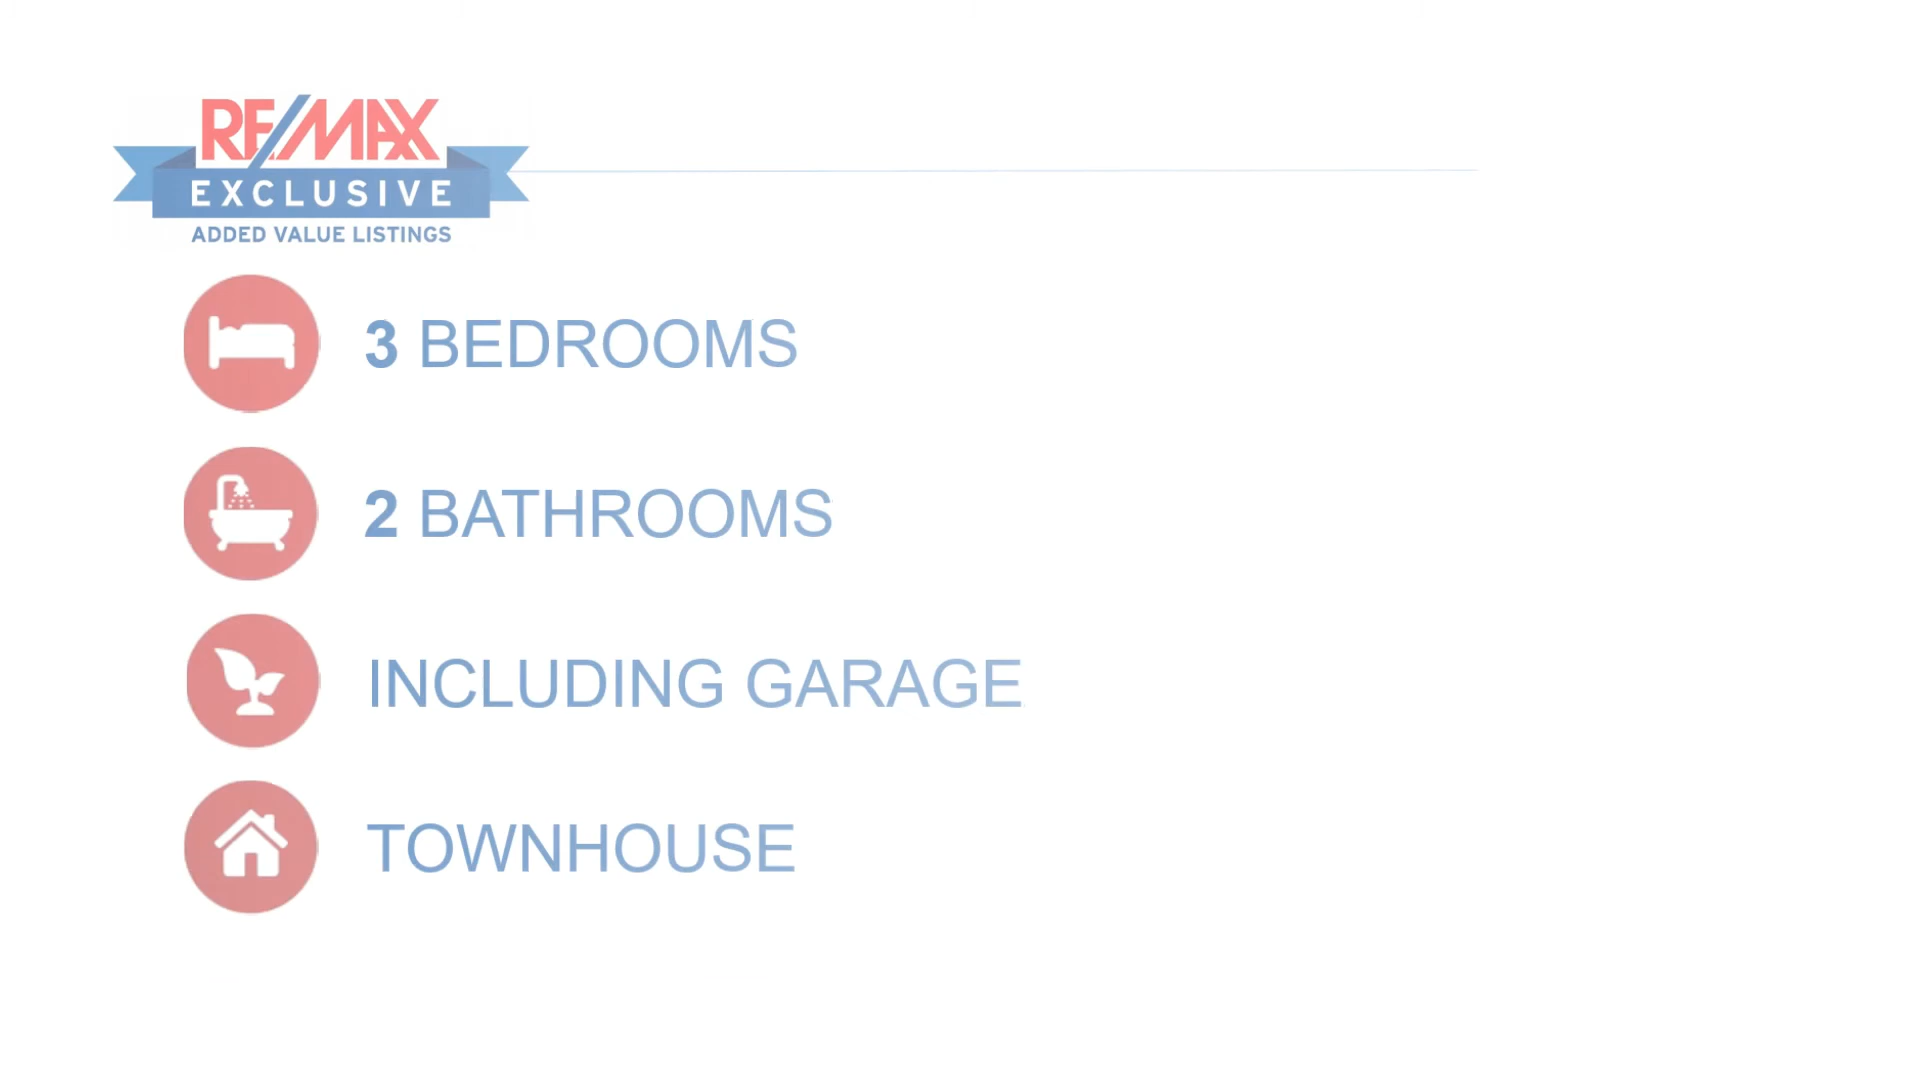 RE/MAX
EXCLUSIVE
ADDED VALUE LISTINGS
3 BEDROOMS
2 BATHROOMS
INCLUDING GARAGE
TOWNHOUSE